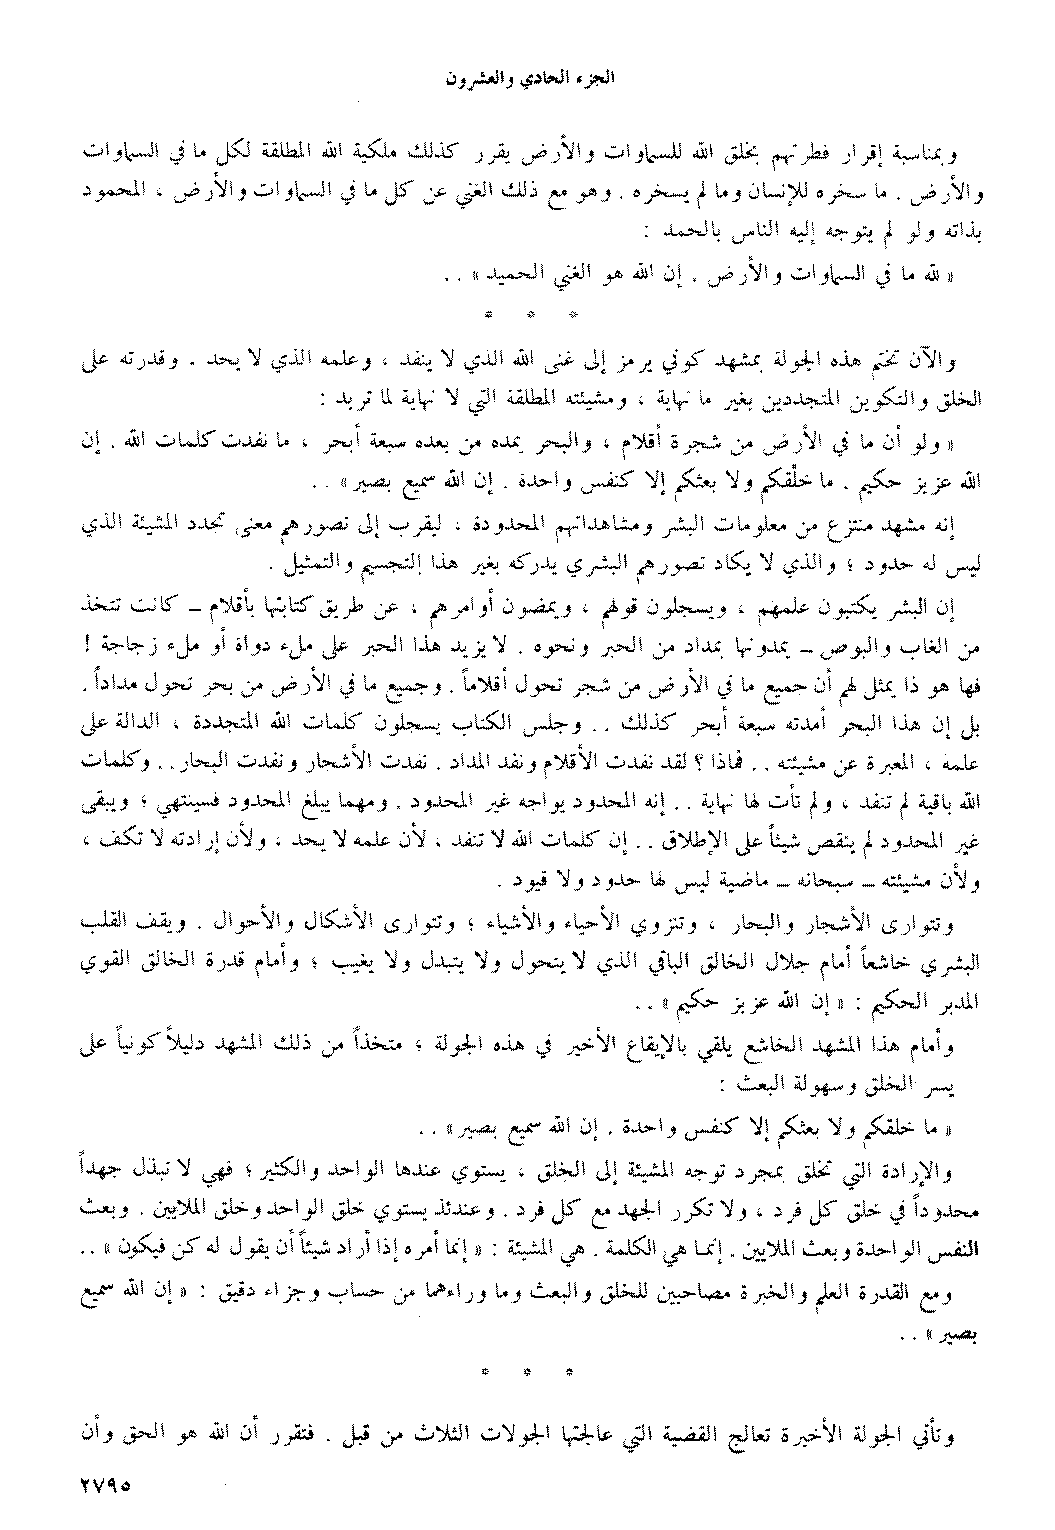 الجزء الحادي والعشرون
وبمناسبة إقرار فطرتهم بخلق الله للسماوات والأرض يقرر كذلك ملكية الله المطلقة لكل ما في السماوات
والأرض . ما سخره للإنسان وما لم يسخره . وهو مع ذلك الغني عن كل ما في السماوات والأرض ، المحمود
بذاته ولو لم يتوجه إليه الناس بالحمد :
« لله ما في السماوات والأرض . إن الله هو الغني الحميد » . .
* * *
والآن تختم هذه الجولة بمشهد كوني يرمز إلى غنى الله الذي لا ينفد ، وعلمه الذي لا يحد . وقدرته على
الخلق والتكوين المتجددين بغير ما نهاية ، ومشيئته المطلقة التي لا نهاية لما تريد :
« ولو أن ما في الأرض من شجرة أقلام ، والبحر يمده من بعده سبعة أبحر ، ما نفدت كلمات الله . إن
الله عزيز حكيم . ما خلْقكم ولا بعثكم إلا كنفس واحدة . إن الله سميع بصير» . .
إنه مشهد منتزع من معلومات البشر ومشاهداتهم المحدودة ، ليقرب إلى تصورهم معنى تجدد المشيئة الذي
ليس له حدود ؛ والذي لا يكاد تصورهم البشري يدركه بغير هذا التجسيم والتمثيل .
إن البشر يكتبون علمهم ، ويسجلون قولهم ، ويمضون أوامرهم ، عن طريق كتابتها بأقلام – كانت تتخذ
من الغاب والبوص – يمدونها بمداد من الحبر ونحوه . لا يزيد هذا الحبر على ملء دواة أو ملء زجاجة !
فها هو ذا يمثل لهم أن جميع ما في الأرض من شجر تحول أقلاماً . وجميع ما في الأرض من بحر تحول مداداً .
بل إن هذا البحر أمدته سبعة أبحر كذلك . . وجلس الكتاب يسجلون كلمات الله المتجددة ، الدالة على
علمه ، المعبرة عن مشيئته . . فماذا ؟ لقد نفدت الأقلام ونفد المداد . نفدت الأشجار ونفدت البحار . . وكلمات
الله باقية لم تنفد ، ولم تأت لها نهاية . . إنه المحدود يواجه غير المحدود . ومهما يبلغ المحدود فسينتهي ؛ ويبقى
غير المحدود لم ينقص شيئاً على الإطلاق . . إن كلمات الله لا تنفد ، لأن علمه لا يحد ، ولأن إرادته لا تكف ،
ولأن مشيئته – سبحانه – ماضية ليس لها حدود ولا قيود .
وتتوارى الأشجار والبحار ، وتنزوي الأحياء والأشياء ؛ وتتوارى الأشكال والأحوال . ويقف القلب
البشري خاشعاً أمام جلال الخالق الباقي الذي لا يتحول ولا يتبدل ولا يغيب ؛ وأمام قدرة الخالق القوي
المدبر الحكيم : « إن الله عزيز حكيم » . .
وأمام هذا المشهد الخاشع يلقي بالإيقاع الأخير في هذه الجولة ؛ متخذاً من ذلك المشهد دليلاً كونياً على
يسر الخلق وسهولة البعث :
« ما خلقكم ولا بعثكم إلا كنفس واحدة . إن الله سميع بصير» . .
والإرادة التي تخلق بمجرد توجه المشيئة إلى الخلق ، يستوي عندها الواحد والكثير ؛ فهي لا تبذل جهداً
محدوداً في خلق كل فرد ، ولا تكرر الجهد مع كل فرد . وعندئذ يستوي خلق الواحد وخلق الملايين . وبعث
النفس الواحدة وبعث الملايين . إنما هي الكلمة . هي المشيئة : « إنما أمره إذا أراد شيئاً أن يقول له كن فيكون » . .
ومع القدرة العلم والخبرة مصاحبين للخلق والبعث وما وراءهما من حساب وجزاء دقيق : « إن الله سميع
بصير » . .
* * *
وتأتي الجولة الأخيرة تعالج القضية التي عالجتها الجولات الثلاث من قبل . فتقرر أن الله هو الحق وأن
٢٧٩٥